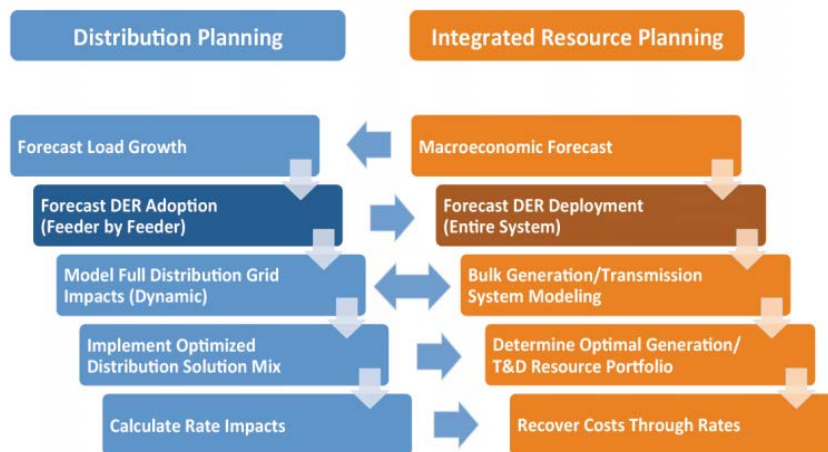 Distribution Planning
Integrated Resource Planning
Forecast Load Growth
Macroeconomic Forecast
Forecast DER Adoption
(Feeder by Feeder)
Forecast DER Deployment
(Entire System)
Model Full Distribution Grid
Impacts (Dynamic)
Bulk Generation/Transmission
System Modeling
Implement Optimized
Distribution Solution Mix
Determine Optimal Generation/
T&D Resource Portfolio
Calculate Rate Impacts
Recover Costs Through Rates